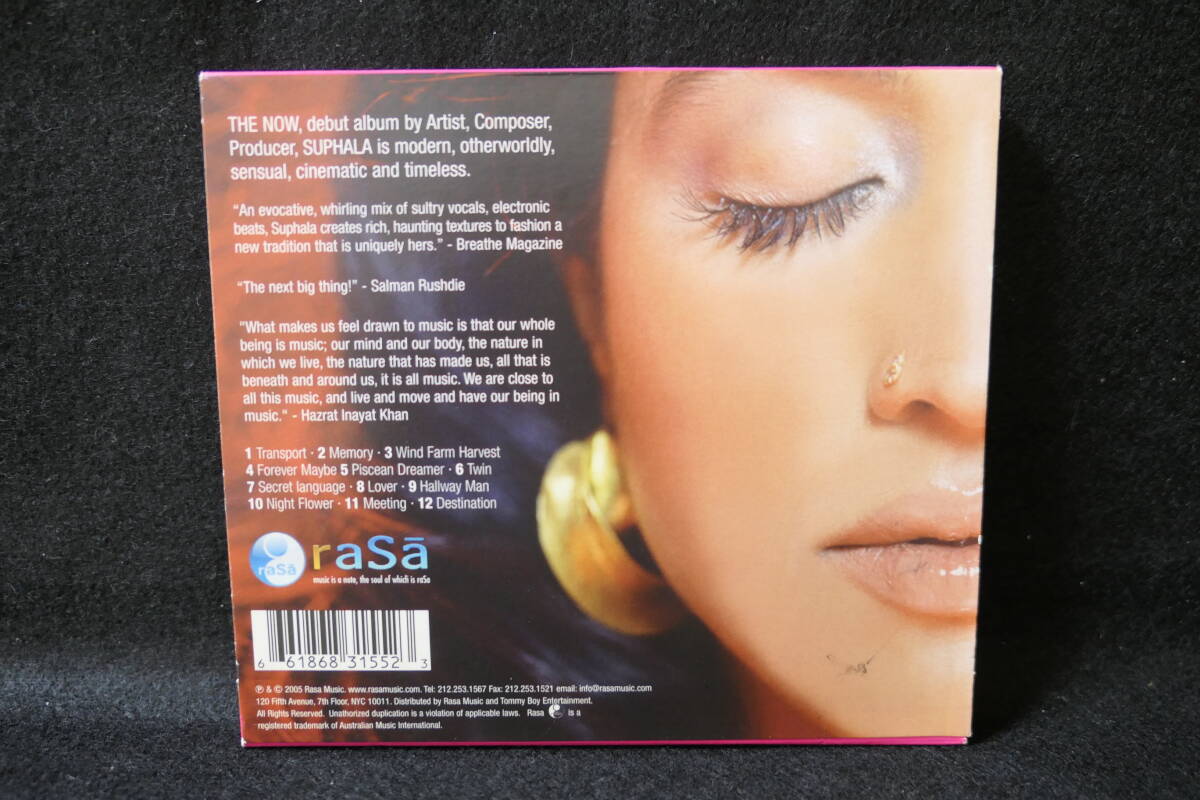 THE NOW, debut album by Artist, Composer,
Producer, SUPHALA is modern, otherworldly,
sensual, cinematic and timeless.
“An evocative, whirling mix of sultry vocals, electronic
beats, Suphala creates rich, haunting textures to fashion a
new tradition that is uniquely hers.” - Breathe Magazine
“The next big thing!” - Salman Rushdie
"What makes us feel drawn to music is that our whole
being is music; our mind and our body, the nature in
which we live, the nature that has made us, all that is
beneath and around us, it is all music. We are close to
all this music, and live and move and have our being in
music." - Hazrat Inayat Khan
1 Transport · 2 Memory · 3 Wind Farm Harvest
4 Forever Maybe 5 Piscean Dreamer · 6 Twin
7 Secret language · 8 Lover · 9 Hallway Man
10 Night Flower · 11 Meeting · 12 Destination
raSā
raSā
music is a note, the soul of which is raSa
6 61868 31552 3
℗ & © 2005 Rasa Music. www.rasamusic.com. Tel: 212.253.1567 Fax: 212.253.1521 email: info@rasamusic.com
120 Fifth Avenue, 7th Floor, NYC 10011. Distributed by Rasa Music and Tommy Boy Entertainment.
All Rights Reserved. Unathorized duplication is a violation of applicable laws. Rasa is a
registered trademark of Australian Music International.